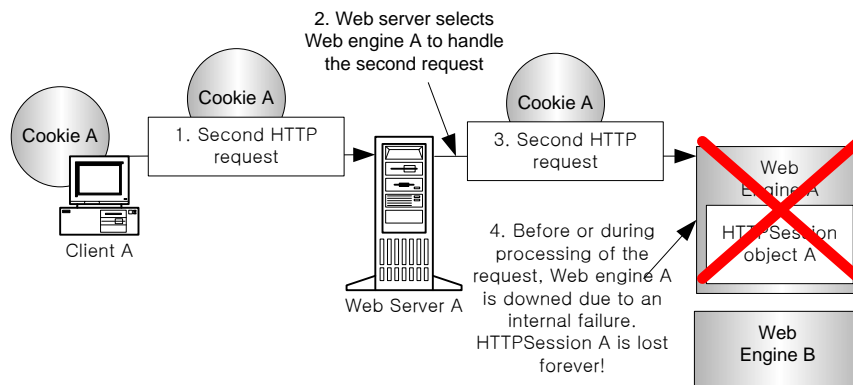 2. Web server selects
Web engine A to handle
the second request
Cookie A
Cookie A
Cookie A
1. Second HTTP
request
3. Second HTTP
request
Client A
Web Server A
4. Before or during
processing of the
request, Web engine A
is downed due to an
internal failure.
HTTPSession A is lost
forever!
Web
Engine A
HTTPSession
object A
Web
Engine B